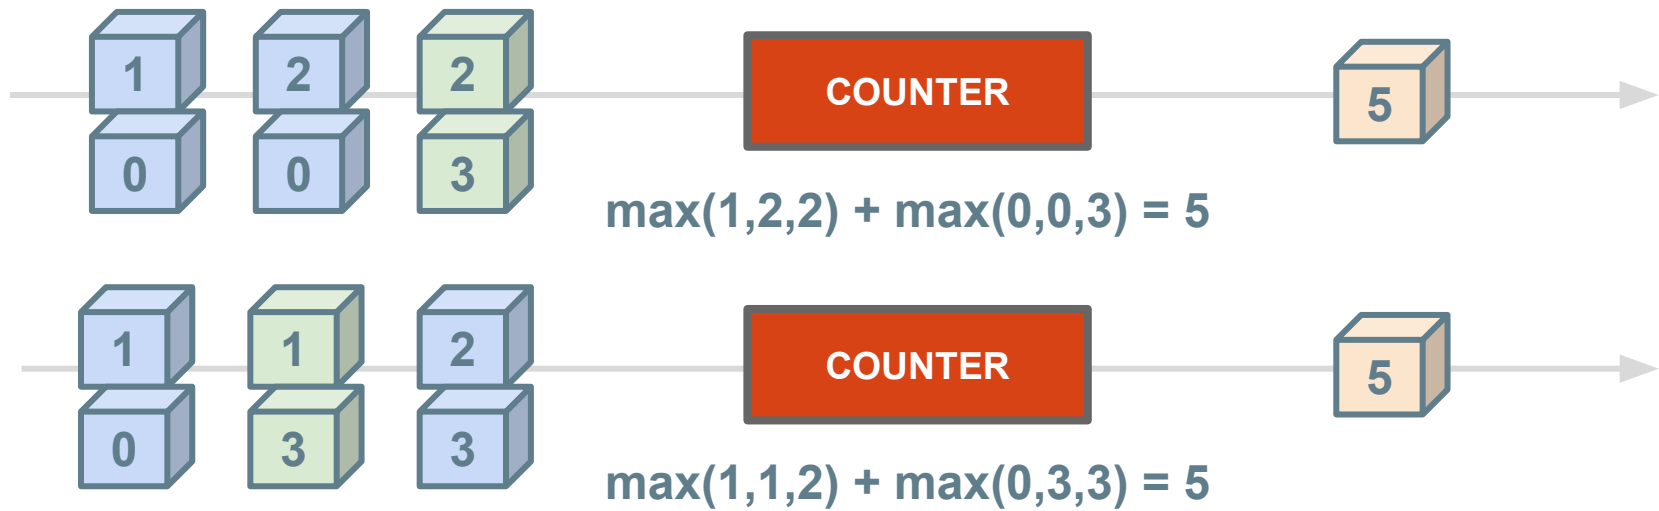 1 2 2 COUNTER 5
0 0 3
max(1,2,2) + max(0,0,3) = 5
1 1 2 COUNTER 5
0 3 3
max(1,1,2) + max(0,3,3) = 5